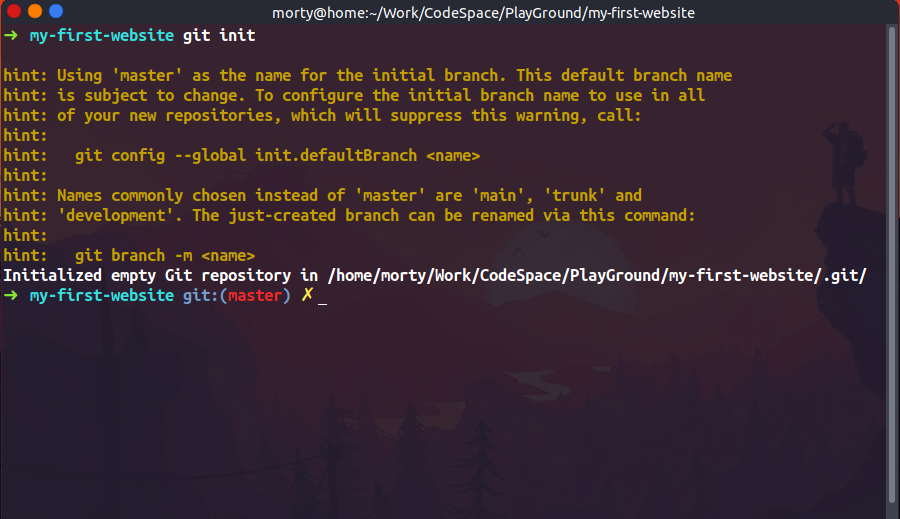 morty@home:~/Work/CodeSpace/PlayGround/my-first-website
➜ my-first-website git init
hint: Using 'master' as the name for the initial branch. This default branch name
hint: is subject to change. To configure the initial branch name to use in all
hint: of your new repositories, which will suppress this warning, call:
hint:
hint:   git config --global init.defaultBranch <name>
hint:
hint: Names commonly chosen instead of 'master' are 'main', 'trunk' and
hint: 'development'. The just-created branch can be renamed via this command:
hint:
hint:   git branch -m <name>
Initialized empty Git repository in /home/morty/Work/CodeSpace/PlayGround/my-first-website/.git/
➜ my-first-website git:(master) ✗ _